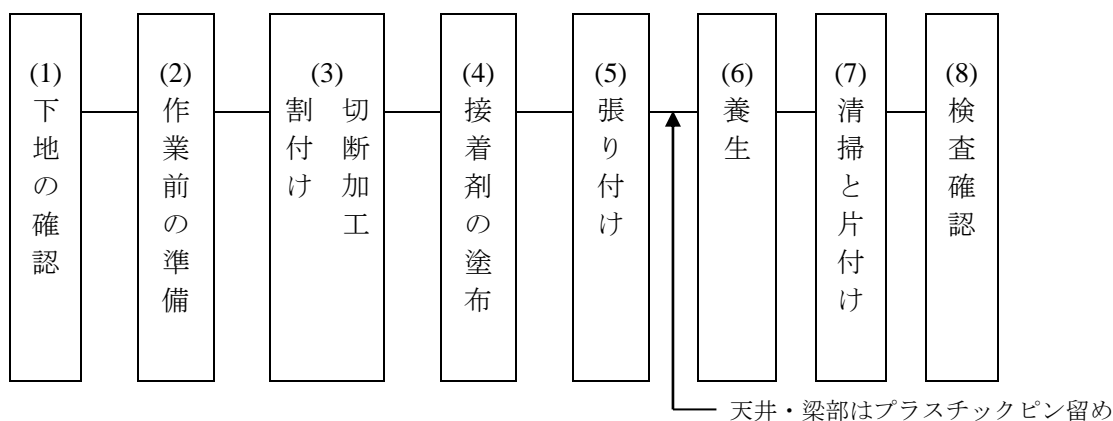 (1)
下地の確認
(2)
作業前の準備
(3)
切断加工
割付け
(4)
接着剤の塗布
(5)
張り付け
(6)
養生
(7)
清掃と片付け
(8)
検査確認
天井・梁部はプラスチックピン留め